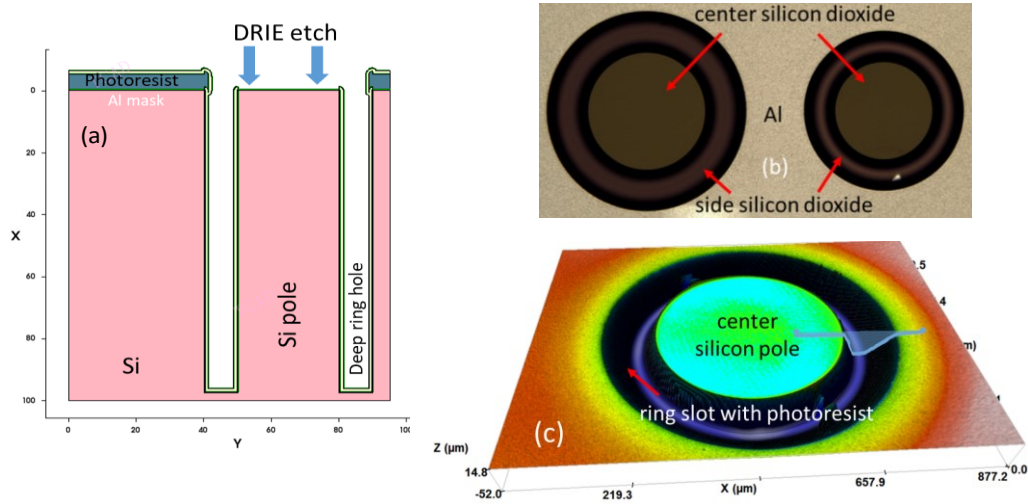 DRIE etch
Photoresist
Al mask
(a)
Si
Si pole
Deep ring hole
X
0
20
40
60
80
100
0
20
40
60
80
Y
center silicon dioxide
Al
(b)
side silicon dioxide
center
silicon pole
ring slot with photoresist
(c)
Z (µm)
14.8
-52.0
219.3
X (µm)
657.9
877.2
0.0
.5
4